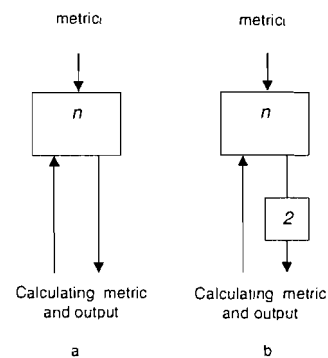 metrici
n
Calculating metric
and output
a
metrici
n
2
Calculating metric
and output
b